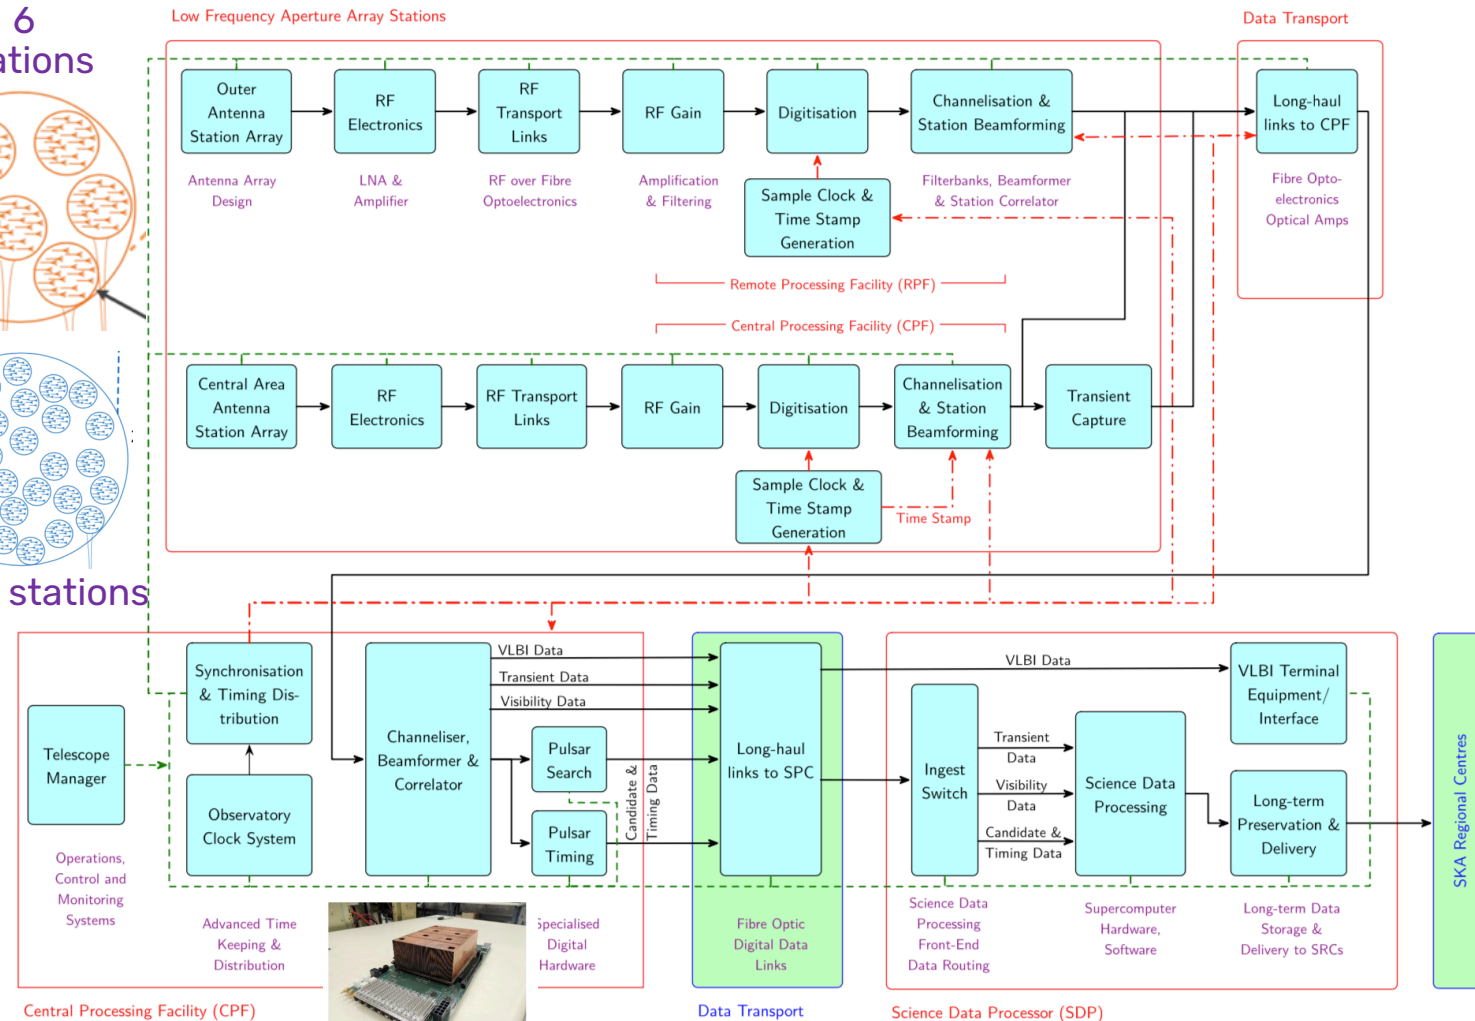 6
ations
stations
Low Frequency Aperture Array Stations
Data Transport
Outer
Antenna
Station Array
RF
Electronics
RF
Transport
Links
RF Gain
Digitisation
Channelisation &
Station Beamforming
Long-haul
links to CPF
Antenna Array
Design
LNA &
Amplifier
RF over Fibre
Optoelectronics
Amplification
& Filtering
Sample Clock &
Time Stamp
Generation
Filterbanks, Beamformer
& Station Correlator
Fibre Opto-
electronics
Optical Amps
Remote Processing Facility (RPF)
Central Processing Facility (CPF)
Central Area
Antenna
Station Array
RF
Electronics
RF Transport
Links
RF Gain
Digitisation
Channelisation
& Station
Beamforming
Transient
Capture
Sample Clock &
Time Stamp
Generation
Time Stamp
Telescope
Manager
Operations,
Control and
Monitoring
Systems
Synchronisation
& Timing Dis-
tribution
Observatory
Clock System
Advanced Time
Keeping &
Distribution
Channeliser,
Beamformer &
Correlator
VLBI Data
Transient Data
Visibility Data
Pulsar
Search
Pulsar
Timing
Candidate &
Timing Data
Specialised
Digital
Hardware
Central Processing Facility (CPF)
Long-haul
links to SPC
Fibre Optic
Digital Data
Links
Data Transport
VLBI Data
VLBI Terminal
Equipment/
Interface
Ingest
Switch
Transient
Data
Visibility
Data
Candidate &
Timing Data
Science Data
Processing
Long-term
Preservation &
Delivery
Science Data
Processing
Front-End
Data Routing
Supercomputer
Hardware,
Software
Long-term Data
Storage &
Delivery to SRCs
Science Data Processor (SDP)
SKA Regional Centres